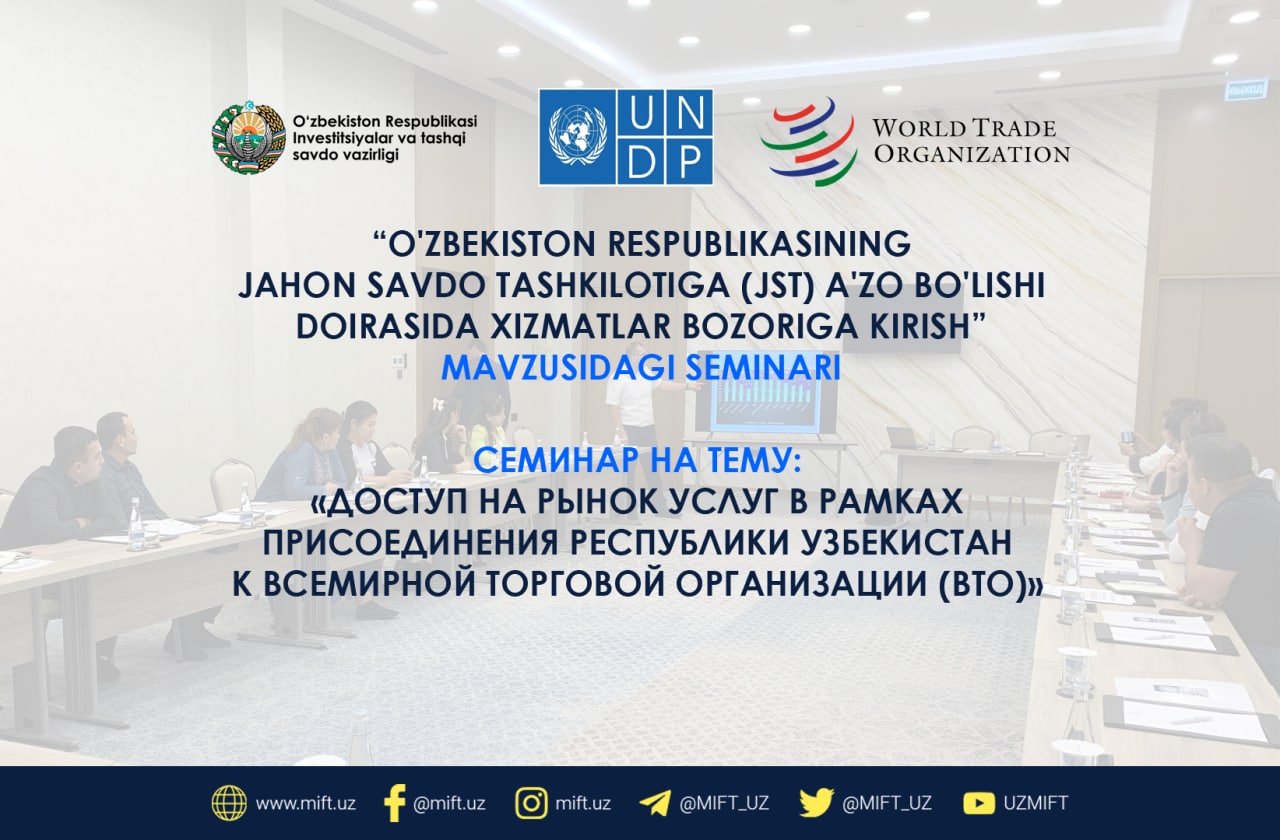 O'zbekiston Respublikasi
Investitsiyalar va tashqi
savdo vazirligi
UN
DP
WORLD TRADE
ORGANIZATION
ВЫХОД
“O'ZBEKISTON RESPUBLIKASINING
JAHON SAVDO TASHKILOTIGA (JST) A'ZO BO'LISHI
DOIRASIDA XIZMATLAR BOZORIGA KIRISH”
MAVZUSIDAGI SEMINARI
СЕМИНАР НА ТЕМУ:
«ДОСТУП НА РЫНОК УСЛУГ В РАМКАХ
ПРИСОЕДИНЕНИЯ РЕСПУБЛИКИ УЗБЕКИСТАН
К ВСЕМИРНОЙ ТОРГОВОЙ ОРГАНИЗАЦИИ (ВТО)»
www.mift.uz @mift.uz mift.uz @MIFT_UZ @MIFT_UZ UZMIFT